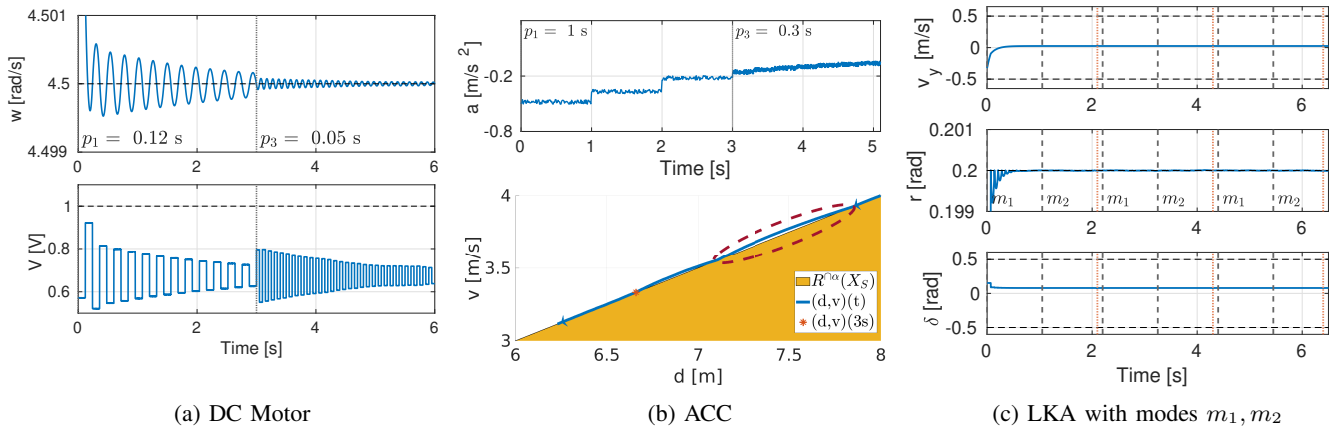 4.501
4.5
4.499
w [rad/s]
p₁ = 0.12 s
p₃ = 0.05 s
0
2
4
6
1
0.8
0.6
V [V]
0
2
4
6
Time [s]
(a) DC Motor
p₁ = 1 s
p₃ = 0.3 s
-0.2
-0.8
a [m/s²]
0
1
2
3
4
5
Time [s]
4
3.5
3
v [m/s]
R^{∩α}(X_S)
(d,v)(t)
(d,v)(3s)
6
6.5
7
7.5
8
d [m]
(b) ACC
0.5
0
-0.5
v_y [m/s]
0
2
4
6
0.201
0.2
0.199
r [rad]
m₁
m₂
m₁
m₂
m₁
m₂
0
2
4
6
0.5
0
-0.5
δ [rad]
0
2
4
6
Time [s]
(c) LKA with modes m₁, m₂